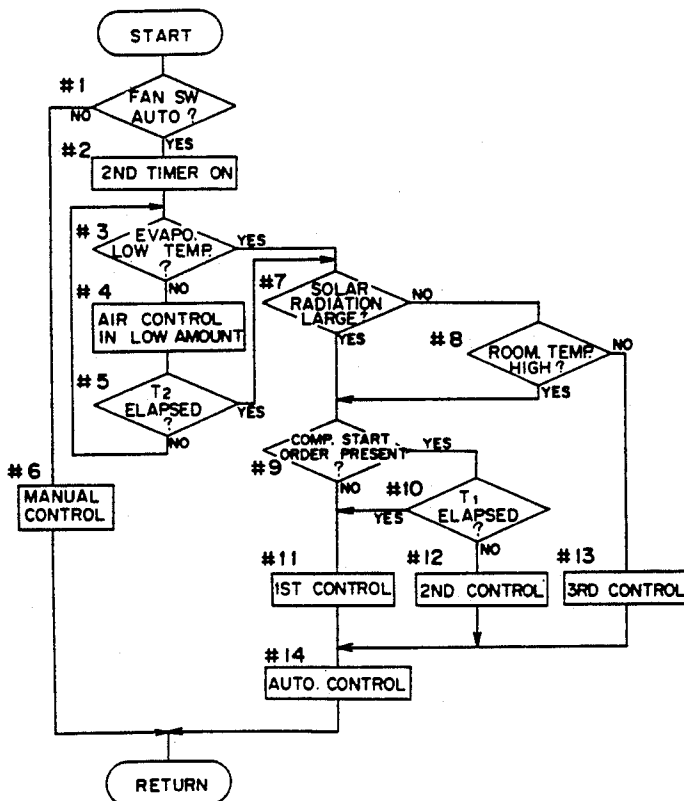 START
#1
FAN SW
AUTO ?
NO
YES
#2
2ND TIMER ON
#3
EVAPO.
LOW TEMP.
?
YES
NO
#4
AIR CONTROL
IN LOW AMOUNT
#5
T2
ELAPSED
?
YES
NO
#6
MANUAL
CONTROL
#7
SOLAR
RADIATION
LARGE?
NO
YES
#8
ROOM. TEMP.
HIGH ?
NO
YES
#9
COMP. START
ORDER PRESENT
?
YES
NO
#10
T1
ELAPSED
?
YES
NO
#11
1ST CONTROL
#12
2ND CONTROL
#13
3RD CONTROL
#14
AUTO. CONTROL
RETURN